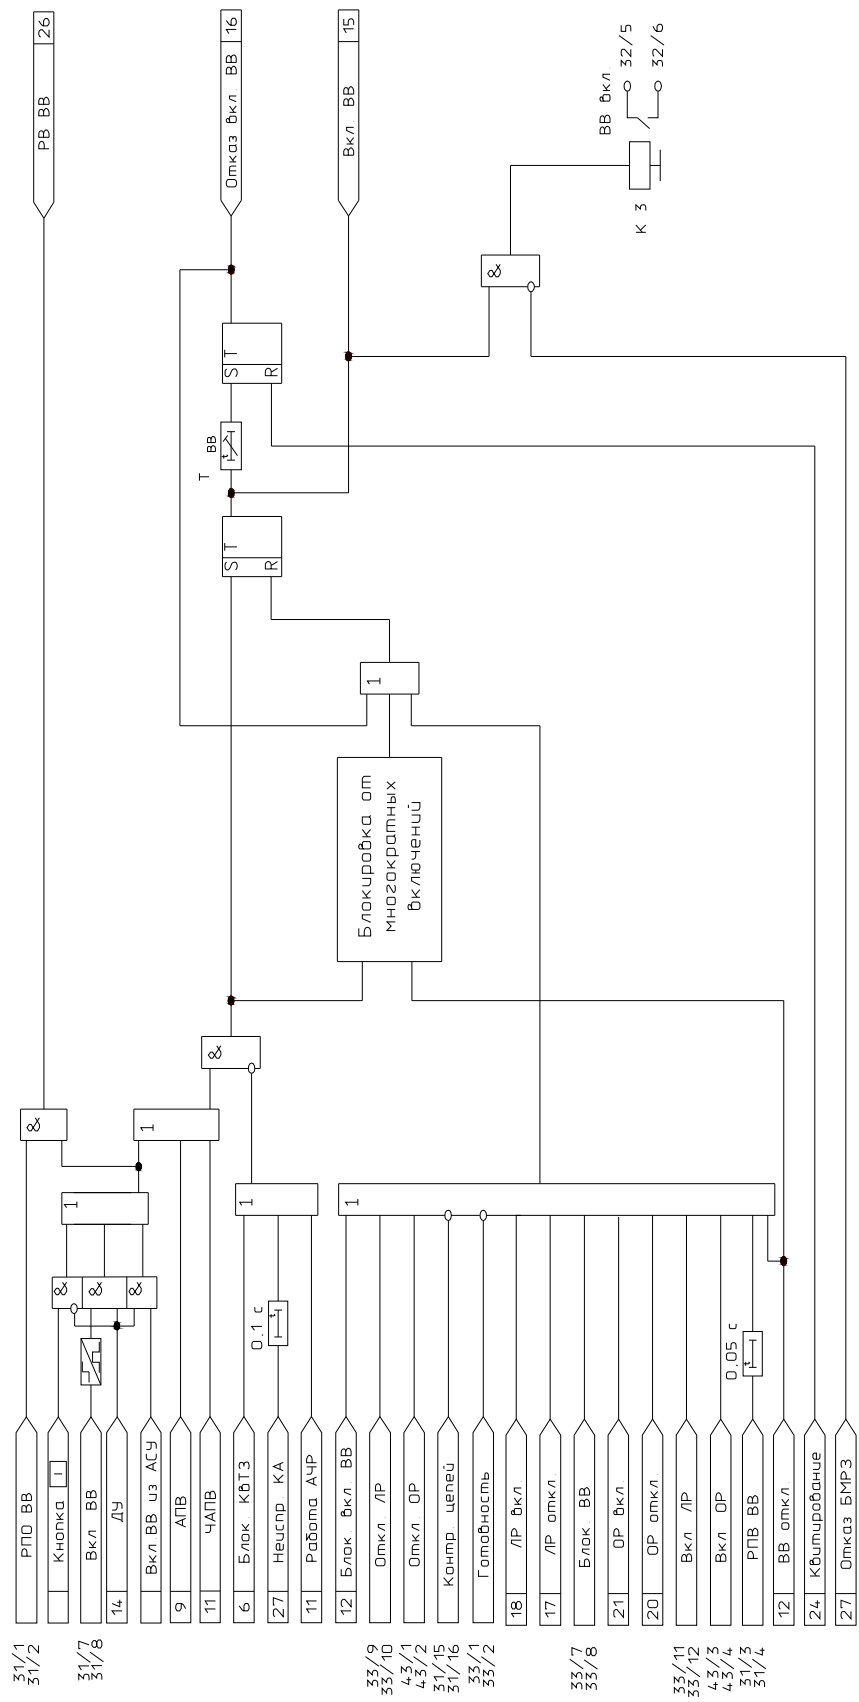 26 РВ ВВ
16 Отказ вкл. ВВ
15 Вкл. ВВ
ВВ вкл.
32/5
32/6
К 3
&
S T
R
Т ВВ
t
S T
R
1
Блокировка от
многократных
включений
&
&
1
1
1
1
&
&
&
0.1 с
t
0.05 с
t
31/1
31/2
РПО ВВ
Кнопка I
31/7
31/8
Вкл ВВ
14 ДУ
Вкл ВВ из АСУ
9 АПВ
11 ЧАПВ
6 Блок. КВТЗ
27 Неиспр. КА
11 Работа АЧР
12 Блок. вкл. ВВ
33/9
33/10
Откл ЛР
43/1
43/2
Откл ОР
31/15
31/16
Контр цепей
33/1
33/2
Готовность
18 ЛР вкл.
17 ЛР откл.
33/7
33/8
Блок. ВВ
21 ОР вкл.
20 ОР откл.
33/11
33/12
Вкл ЛР
43/3
43/4
Вкл ОР
31/3
31/4
РПВ ВВ
12 ВВ откл.
24 Квитирование
27 Отказ БМРЗ